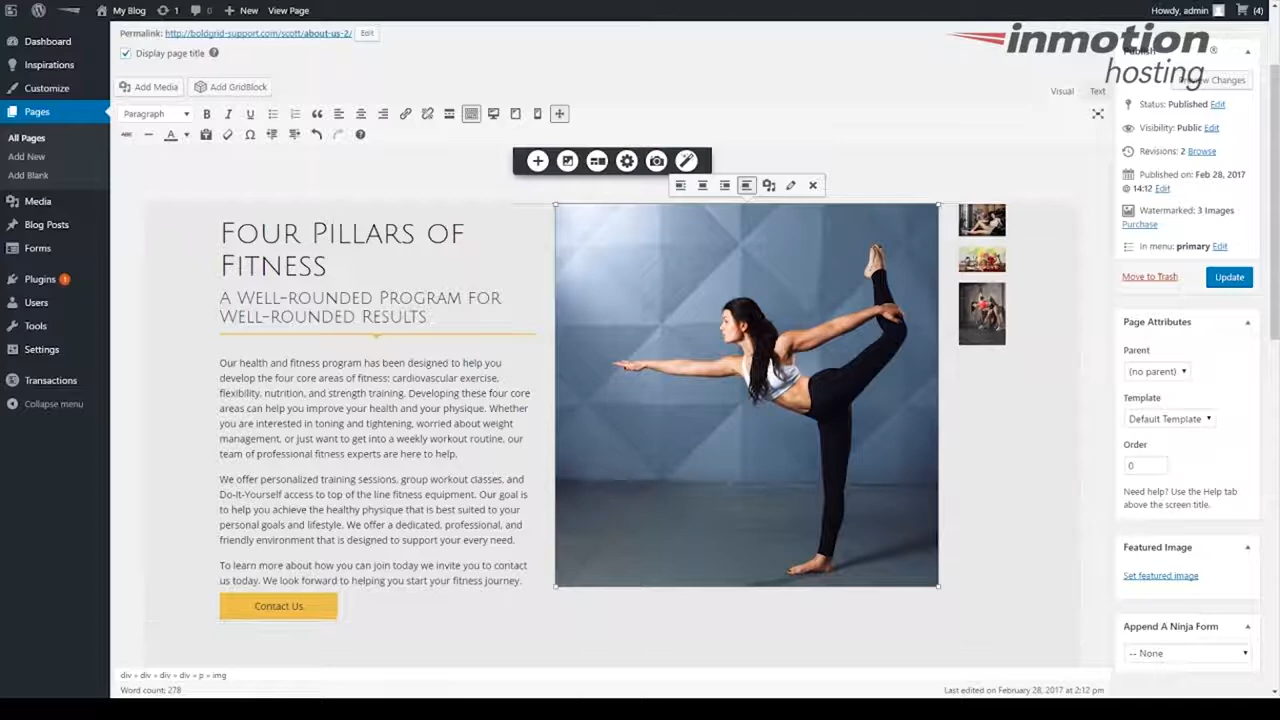 My Blog
1
0
New
View Page
Howdy, admin
(4)
Dashboard
Inspirations
Customize
Pages
All Pages
Add New
Add Blank
Media
Blog Posts
Forms
Plugins 1
Users
Tools
Settings
Transactions
Collapse menu
Permalink: http://boldgrid-support.com/scott/about-us-2/
Edit
Display page title
Add Media
Add GridBlock
Visual
Text
Paragraph
B
I
U
ABC
A
Ω
Four Pillars of
Fitness
A Well-rounded Program for
Well-rounded Results
Our health and fitness program has been designed to help you
develop the four core areas of fitness: cardiovascular exercise,
flexibility, nutrition, and strength training. Developing these four core
areas can help you improve your health and your physique. Whether
you are interested in toning and tightening, worried about weight
management, or just want to get into a weekly workout routine, our
team of professional fitness experts are here to help.
We offer personalized training sessions, group workout classes, and
Do-It-Yourself access to top of the line fitness equipment. Our goal is
to help you achieve the healthy physique that is best suited to your
personal goals and lifestyle. We offer a dedicated, professional, and
friendly environment that is designed to support your every need.
To learn more about how you can join today we invite you to contact
us today. We look forward to helping you start your fitness journey.
Contact Us
div » div » div » div » p » img
Word count: 278
Last edited on February 28, 2017 at 2:12 pm
inmotion
®
hosting
Publish
Preview Changes
Status: Published Edit
Visibility: Public Edit
Revisions: 2 Browse
Published on: Feb 28, 2017
@ 14:12 Edit
Watermarked: 3 Images
Purchase
In menu: primary Edit
Move to Trash
Update
Page Attributes
Parent
(no parent)
Template
Default Template
Order
0
Need help? Use the Help tab
above the screen title.
Featured Image
Set featured image
Append A Ninja Form
-- None